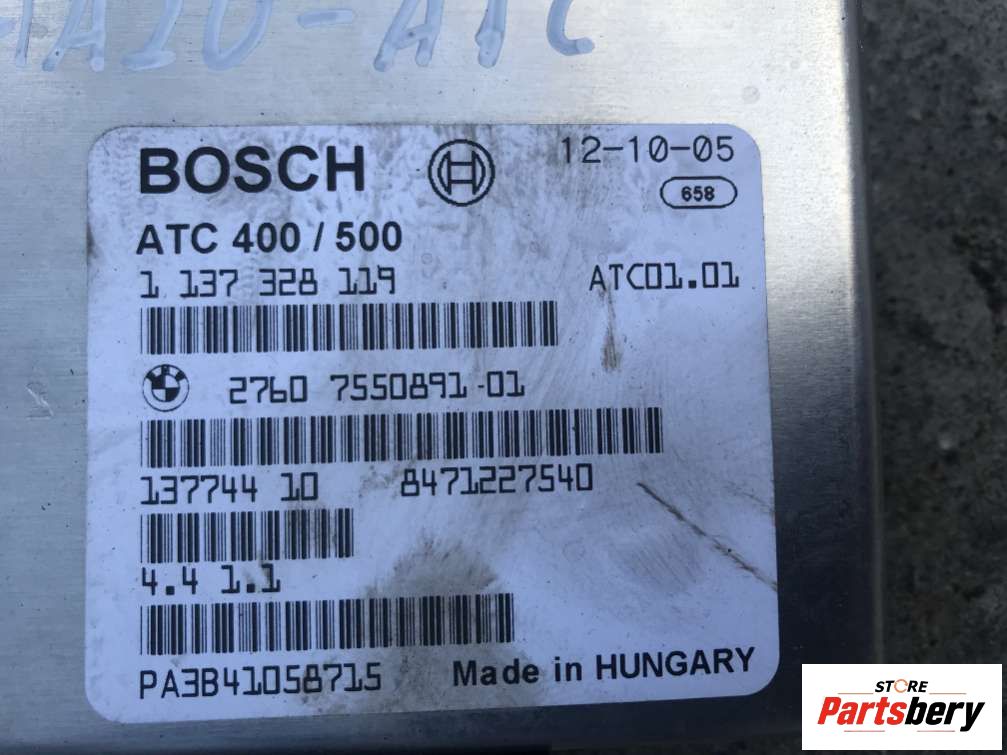 BOSCH 12-10-05
658
ATC 400 / 500
1 137 328 119 ATC01.01
2760 7550891-01
137744 10 8471227540
4.4 1.1
PA3B41058715 Made in HUNGARY
STORE
Partsbery